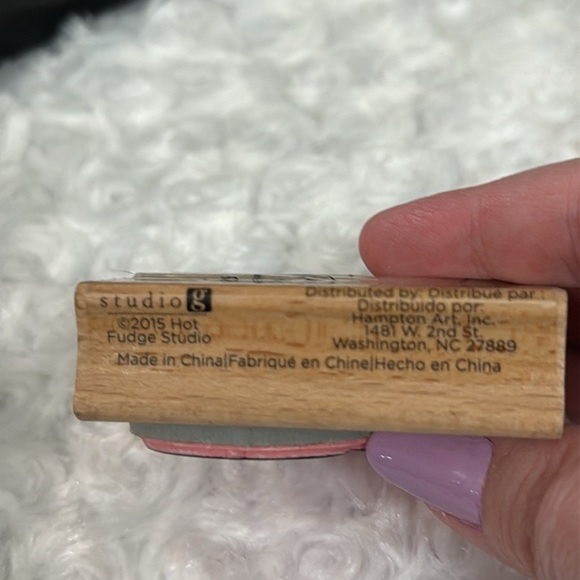 studio g
©2015 Hot
Fudge Studio
Distributed by: Distribué par :
Distribuido por:
Hampton Art, Inc.
1481 W. 2nd St.
Washington, NC 27889
Made in China|Fabriqué en Chine|Hecho en China